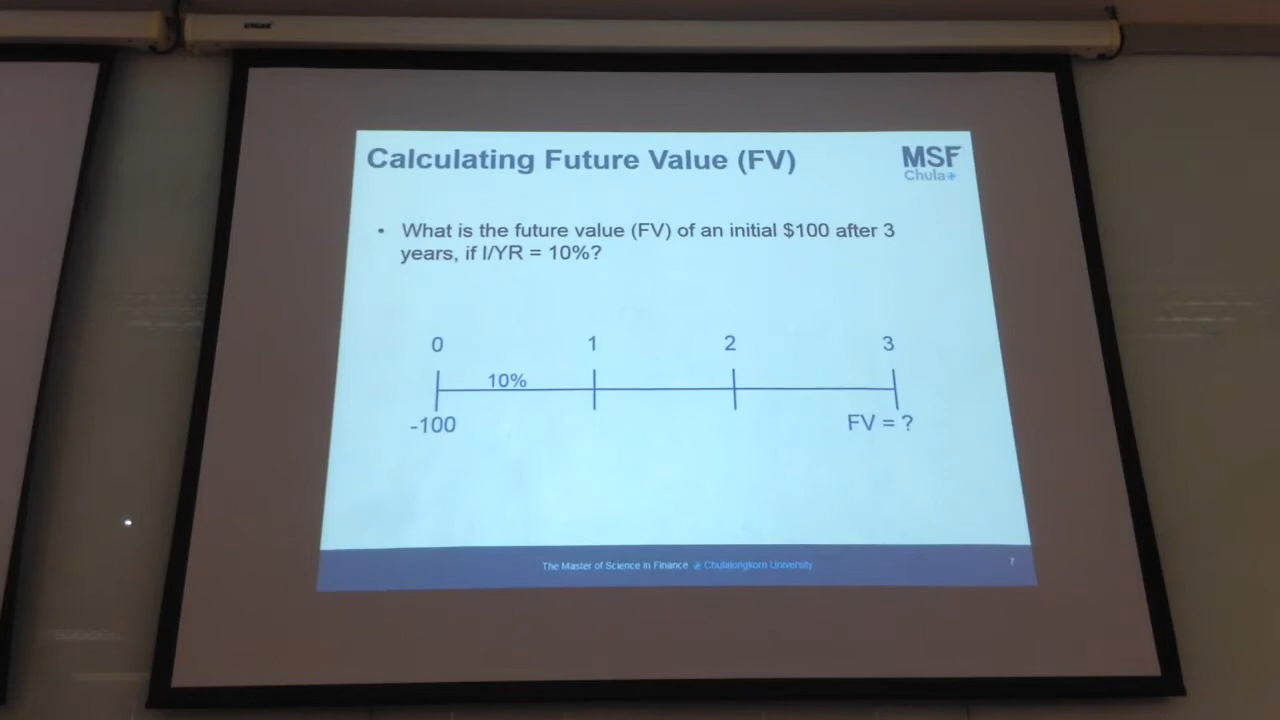 Calculating Future Value (FV)
MSF
Chula
• What is the future value (FV) of an initial $100 after 3
years, if I/YR = 10%?
0 1 2 3
10%
-100 FV = ?
The Master of Science in Finance Chulalongkorn University 7